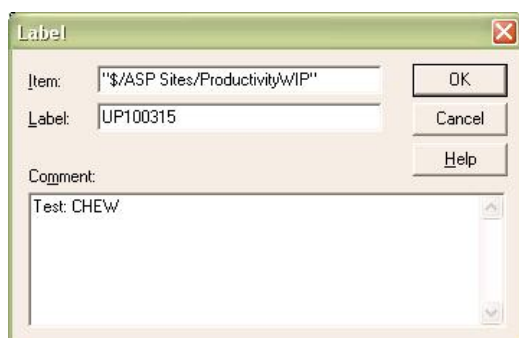 Label
Item: "$/ASP Sites/ProductivityWIP" OK
Label: UP100315 Cancel
Help
Comment:
Test: CHEW